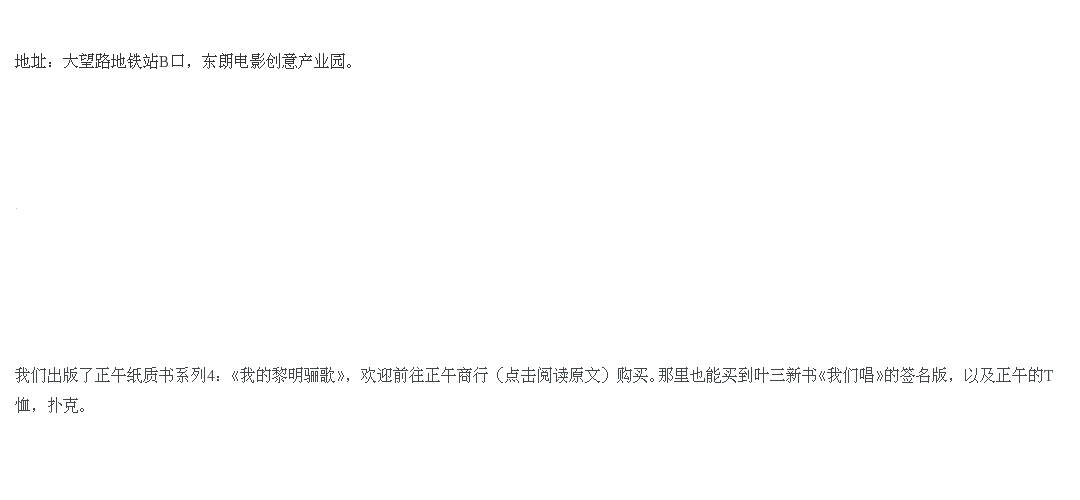 地址：大望路地铁站B口，东朗电影创意产业园。
我们出版了正午纸质书系列4：《我的黎明骊歌》，欢迎前往正午商行（点击阅读原文）购买。那里也能买到叶三新书《我们唱》的签名版，以及正午的T
恤，扑克。